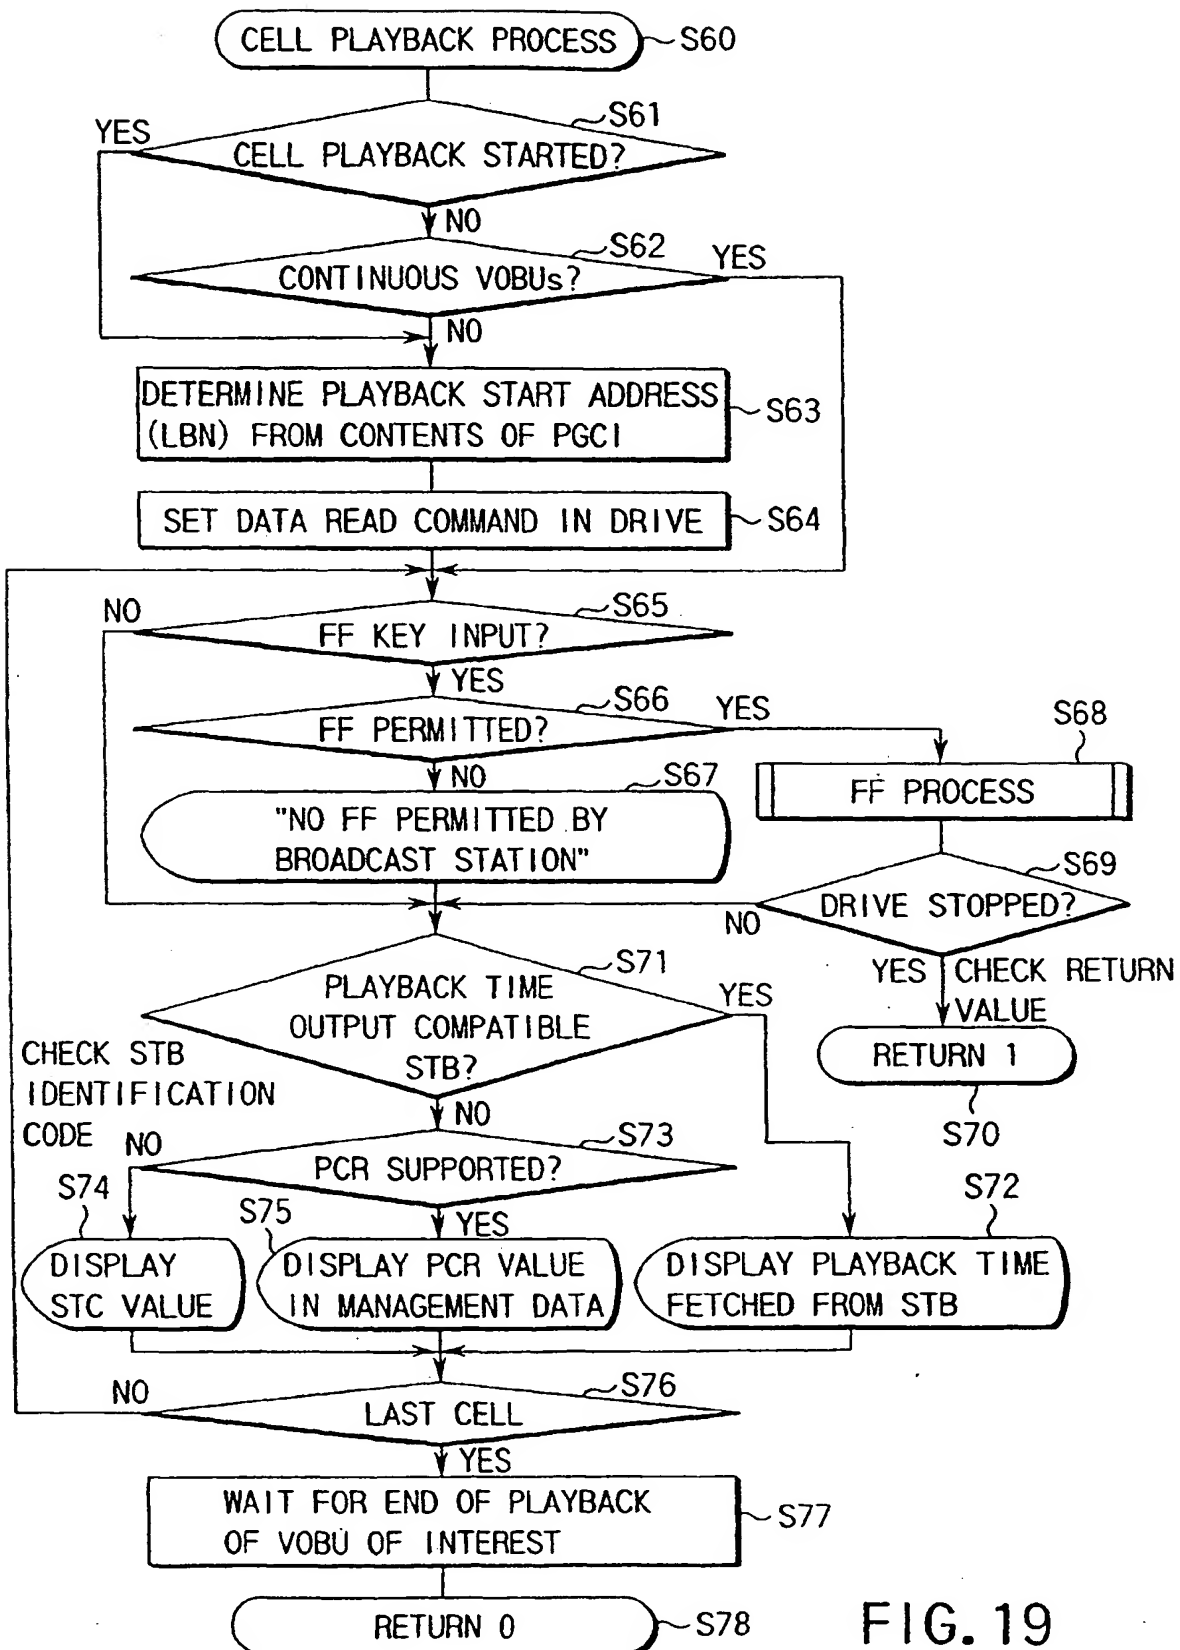 CELL PLAYBACK PROCESS
S60
S61
YES
CELL PLAYBACK STARTED?
NO
S62
YES
CONTINUOUS VOBUs?
NO
DETERMINE PLAYBACK START ADDRESS
(LBN) FROM CONTENTS OF PGCI
S63
SET DATA READ COMMAND IN DRIVE
S64
NO
S65
FF KEY INPUT?
YES
S66
YES
FF PERMITTED?
S68
NO
S67
FF PROCESS
"NO FF PERMITTED BY
BROADCAST STATION"
S69
DRIVE STOPPED?
NO
YES
CHECK RETURN
VALUE
RETURN 1
S70
S71
PLAYBACK TIME
OUTPUT COMPATIBLE
STB?
YES
CHECK STB
IDENTIFICATION
CODE
NO
NO
S73
PCR SUPPORTED?
S74
S75
YES
S72
DISPLAY
STC VALUE
DISPLAY PCR VALUE
IN MANAGEMENT DATA
DISPLAY PLAYBACK TIME
FETCHED FROM STB
NO
S76
LAST CELL
YES
WAIT FOR END OF PLAYBACK
OF VOBU OF INTEREST
S77
RETURN 0
S78
FIG. 19